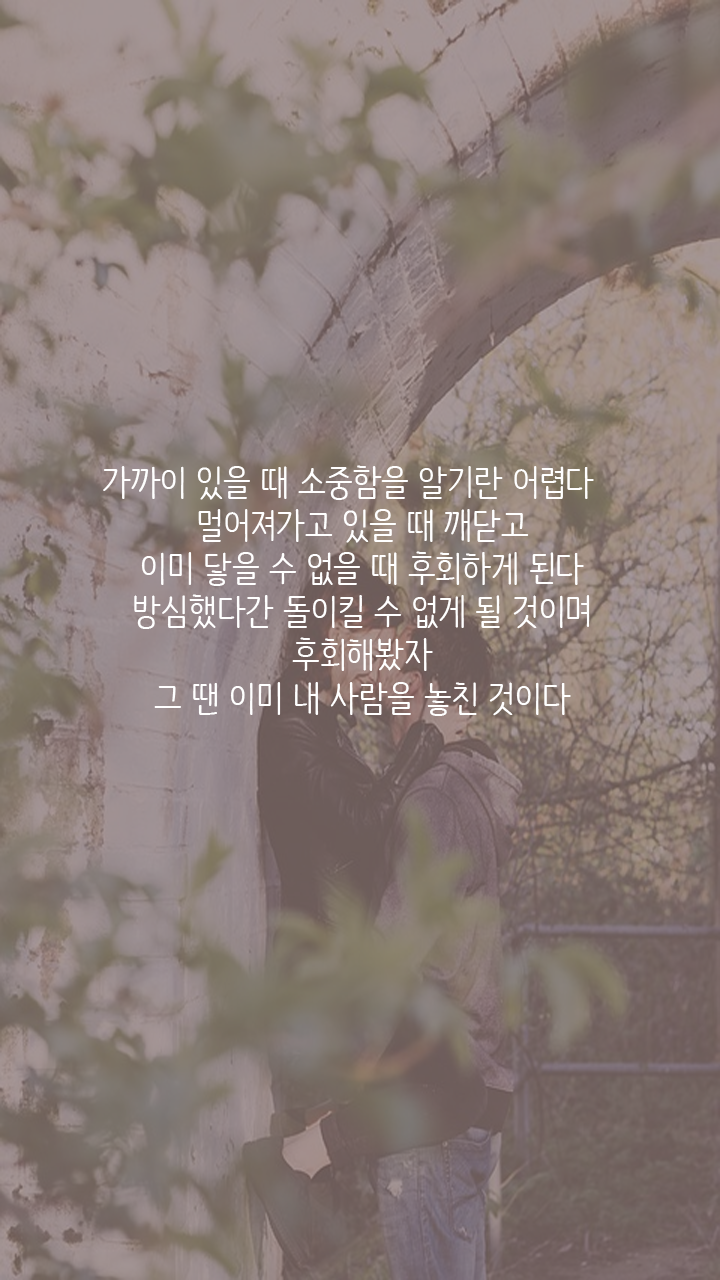 가까이 있을 때 소중함을 알기란 어렵다
멀어져가고 있을 때 깨닫고
이미 닿을 수 없을 때 후회하게 된다
방심했다간 돌이킬 수 없게 될 것이며
후회해봤자
그 땐 이미 내 사람을 놓친 것이다